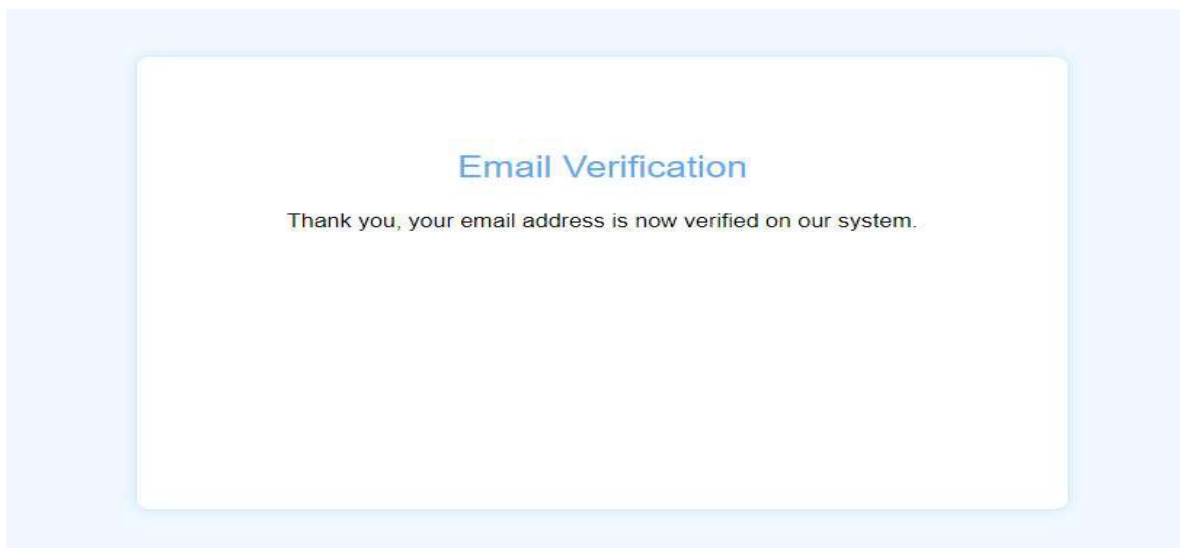 Email Verification
Thank you, your email address is now verified on our system.